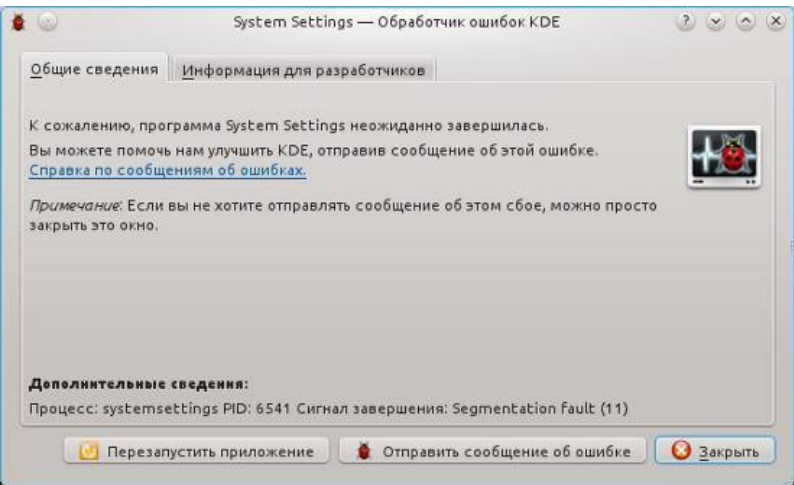 System Settings — Обработчик ошибок KDE
Общие сведения
Информация для разработчиков
К сожалению, программа System Settings неожиданно завершилась.
Вы можете помочь нам улучшить KDE, отправив сообщение об этой ошибке.
Справка по сообщениям об ошибках.
Примечание: Если вы не хотите отправлять сообщение об этом сбое, можно просто
закрыть это окно.
Дополнительные сведения:
Процесс: systemsettings PID: 6541 Сигнал завершения: Segmentation fault (11)
Перезапустить приложение
Отправить сообщение об ошибке
Закрыть